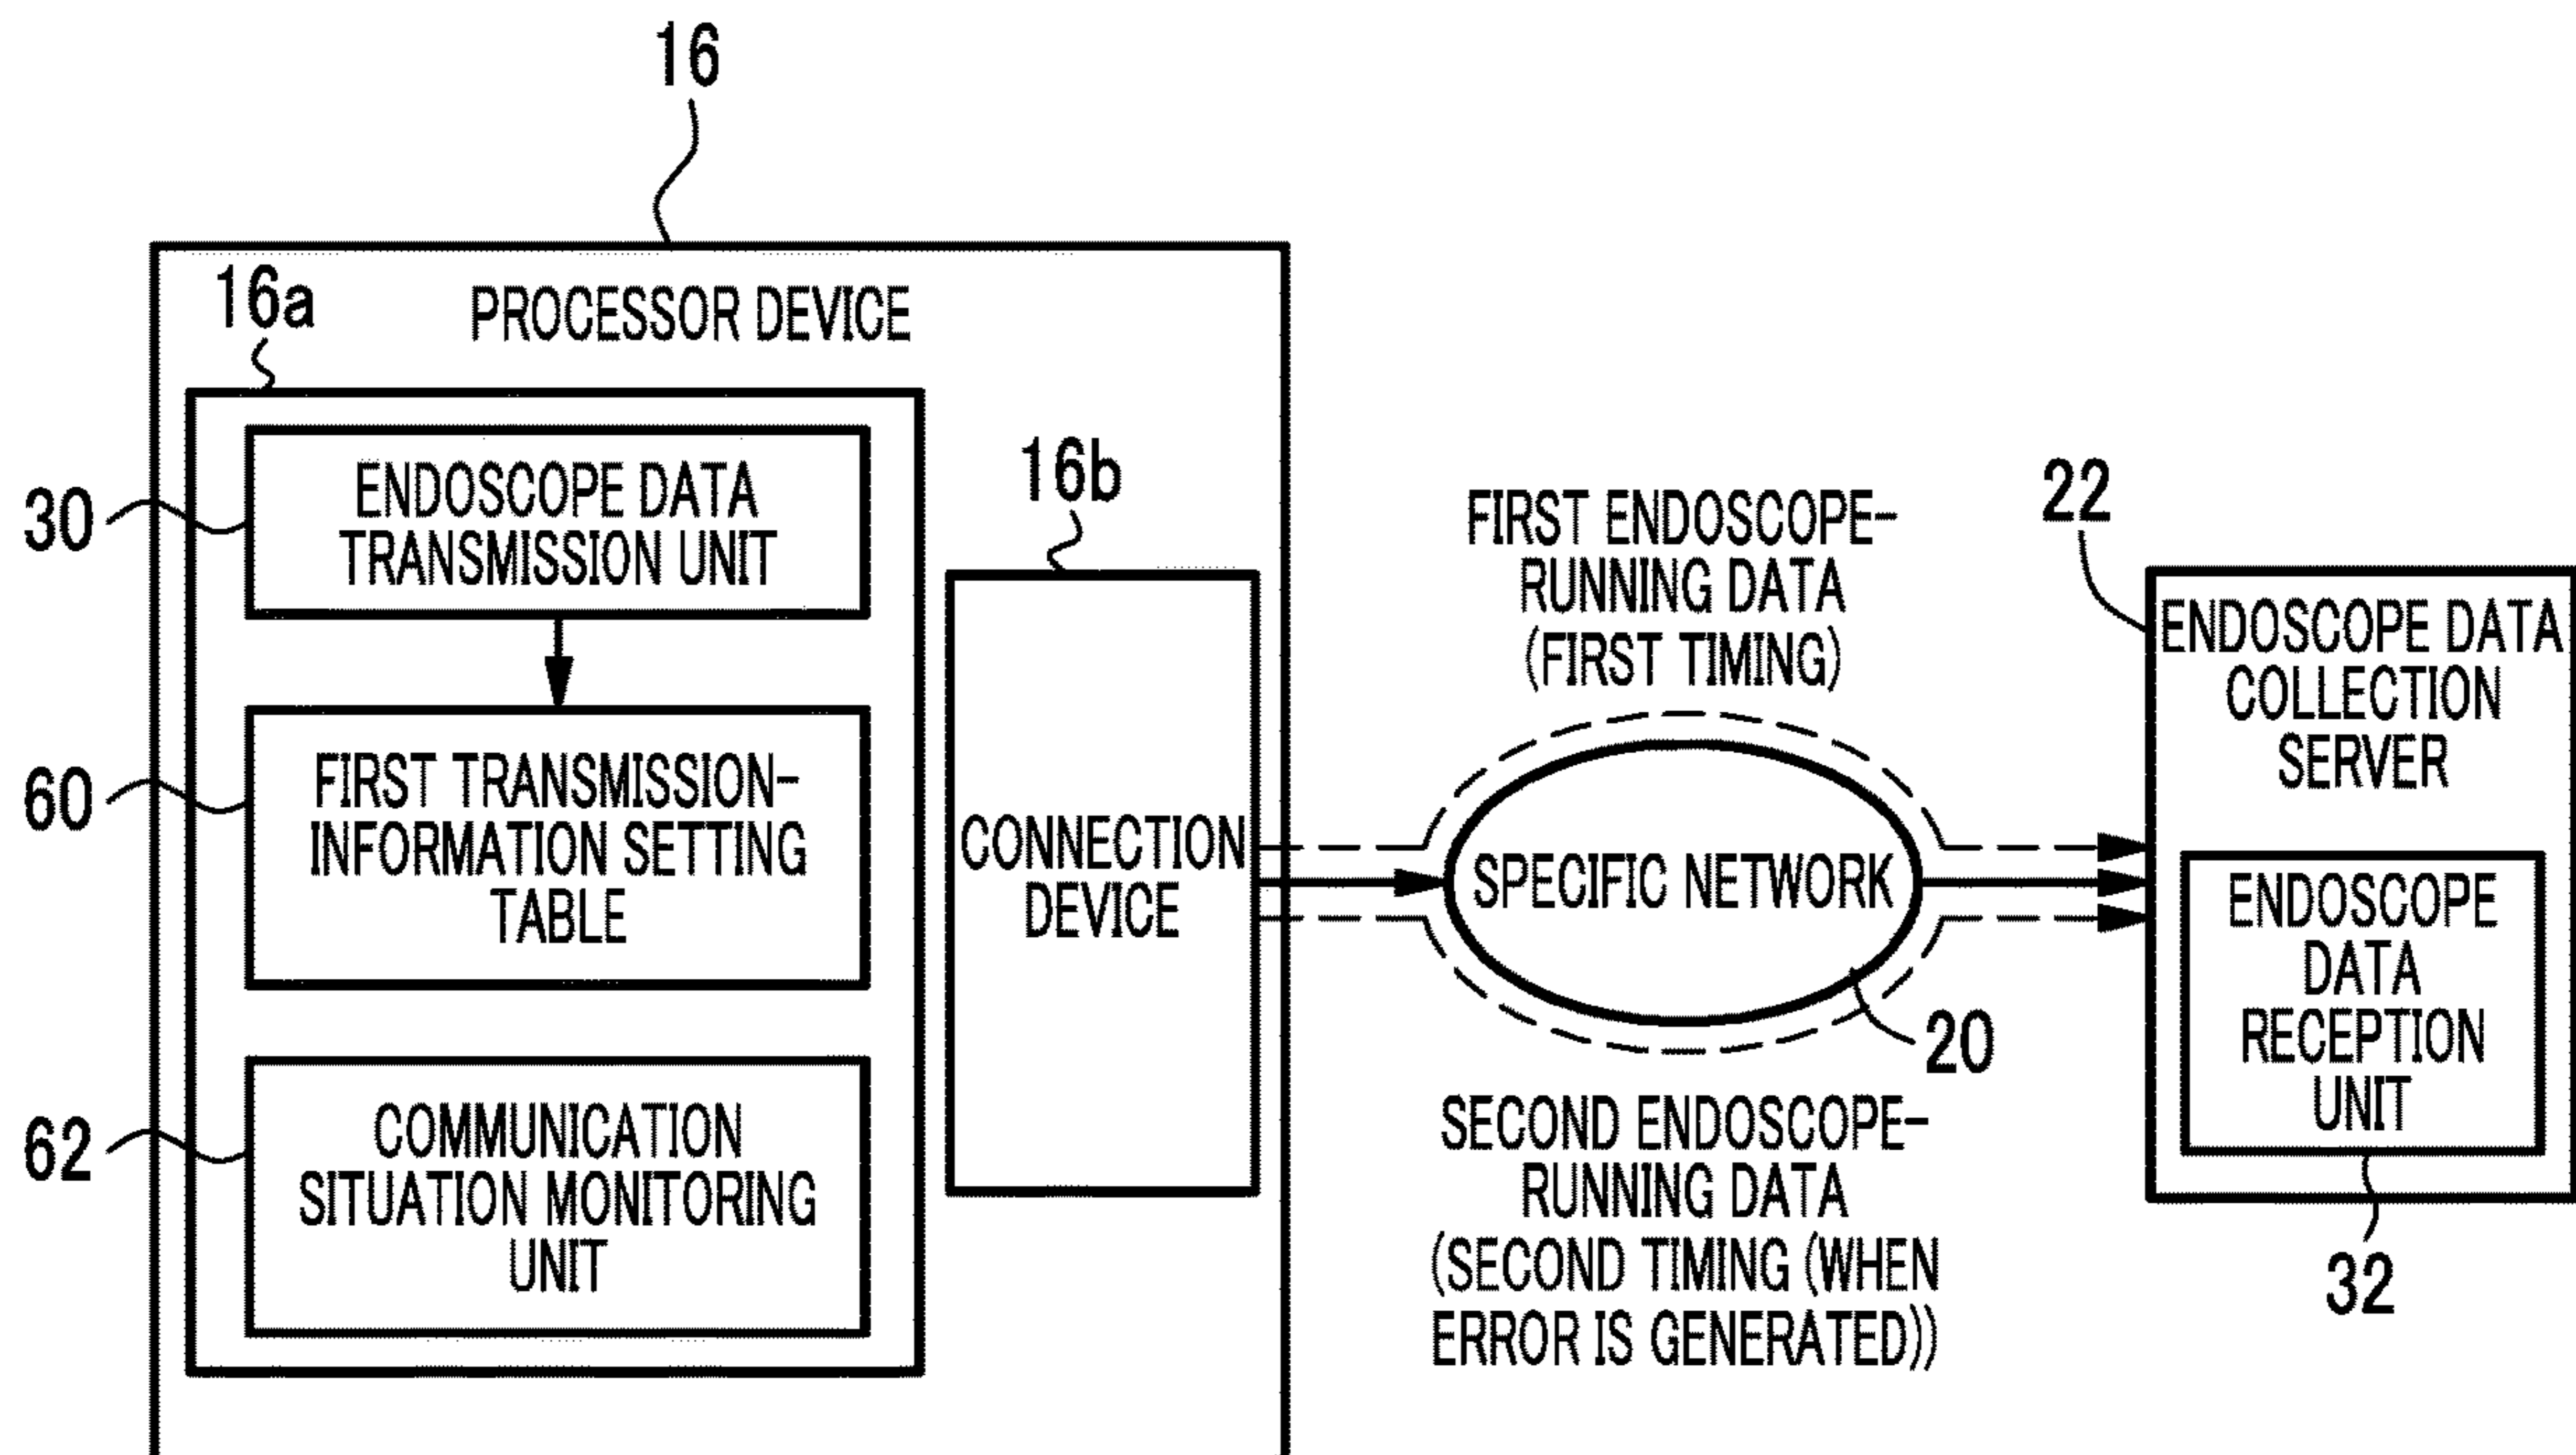 16
16a
PROCESSOR DEVICE
30
ENDOSCOPE DATA
TRANSMISSION UNIT
60
FIRST TRANSMISSION-
INFORMATION SETTING
TABLE
62
COMMUNICATION
SITUATION MONITORING
UNIT
16b
CONNECTION
DEVICE
FIRST ENDOSCOPE-
RUNNING DATA
(FIRST TIMING)
SPECIFIC NETWORK
20
SECOND ENDOSCOPE-
RUNNING DATA
(SECOND TIMING (WHEN
ERROR IS GENERATED))
22
ENDOSCOPE DATA
COLLECTION
SERVER
ENDOSCOPE
DATA
RECEPTION
UNIT
32